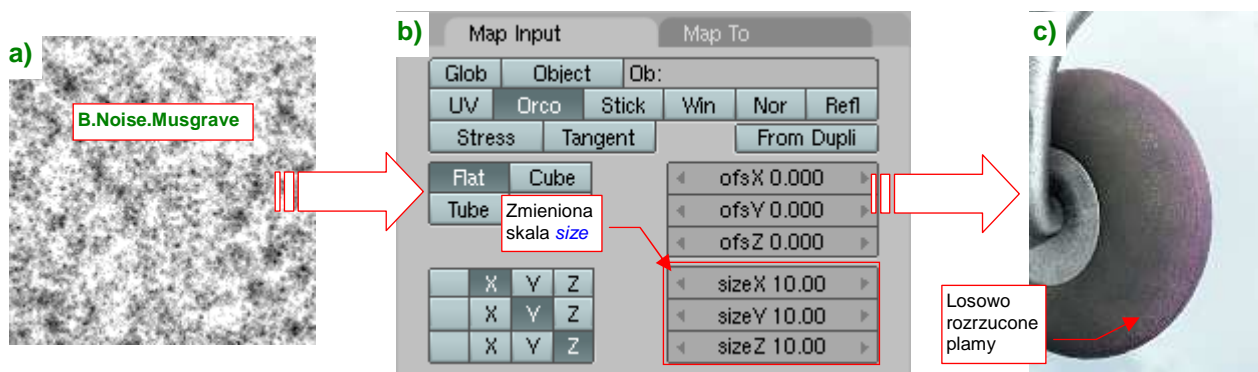 a)
B.Noise.Musgrave
b)
Map Input
Map To
Glob Object Ob:
UV Orco Stick Win Nor Refl
Stress Tangent From Dupli
Flat Cube
Tube
Zmieniona
skala size
ofsX 0.000
ofsY 0.000
ofsZ 0.000
X Y Z
X Y Z
X Y Z
sizeX 10.00
sizeY 10.00
sizeZ 10.00
c)
Losowo
rozrzucone
plamy